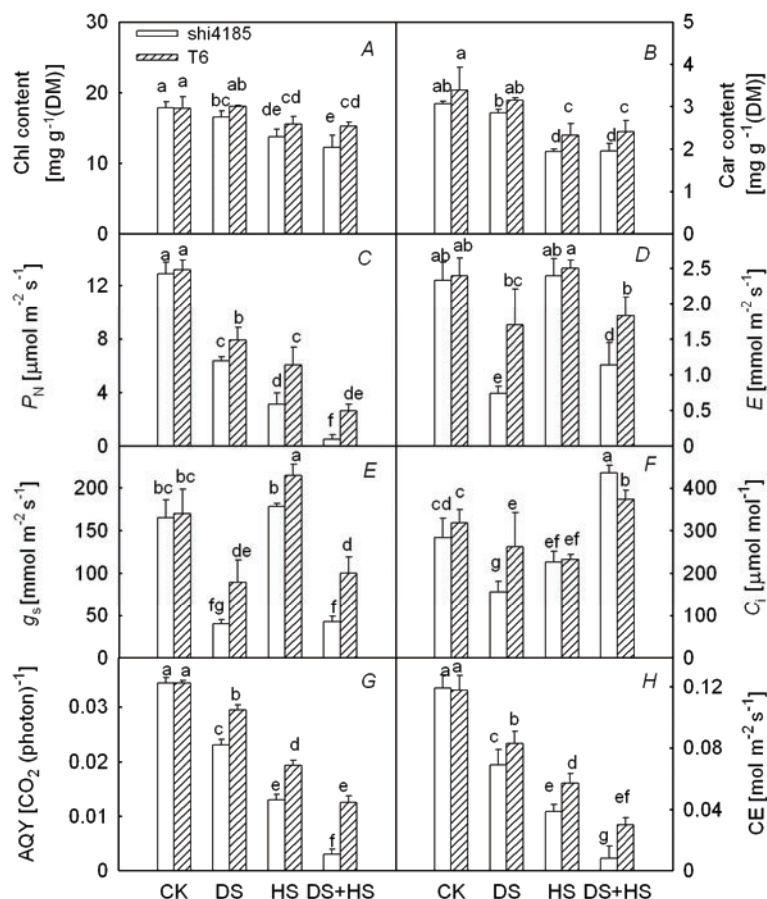 shi4185
T6
A
B
30
20
10
0
Chl content
[mg g⁻¹(DM)]
a a bc ab de cd e cd
ab a b ab d c d c
5
4
3
2
1
0
Car content
[mg g⁻¹(DM)]
C
D
12
8
4
0
P_N [μmol m⁻² s⁻¹]
a a c b d c f de
ab ab e bc ab a d b
2.5
2.0
1.5
1.0
0.5
0
E [mmol m⁻² s⁻¹]
E
F
200
150
100
50
0
g_s [mmol m⁻² s⁻¹]
bc bc fg de b a f d
cd c g e ef ef a b
400
300
200
100
0
C_i [μmol mol⁻¹]
G
H
0.03
0.02
0.01
0
AQY [CO₂ (photon)⁻¹]
a a c b e d f e
a a c b e d g ef
0.12
0.08
0.04
0
CE [mol m⁻² s⁻¹]
CK DS HS DS+HS CK DS HS DS+HS